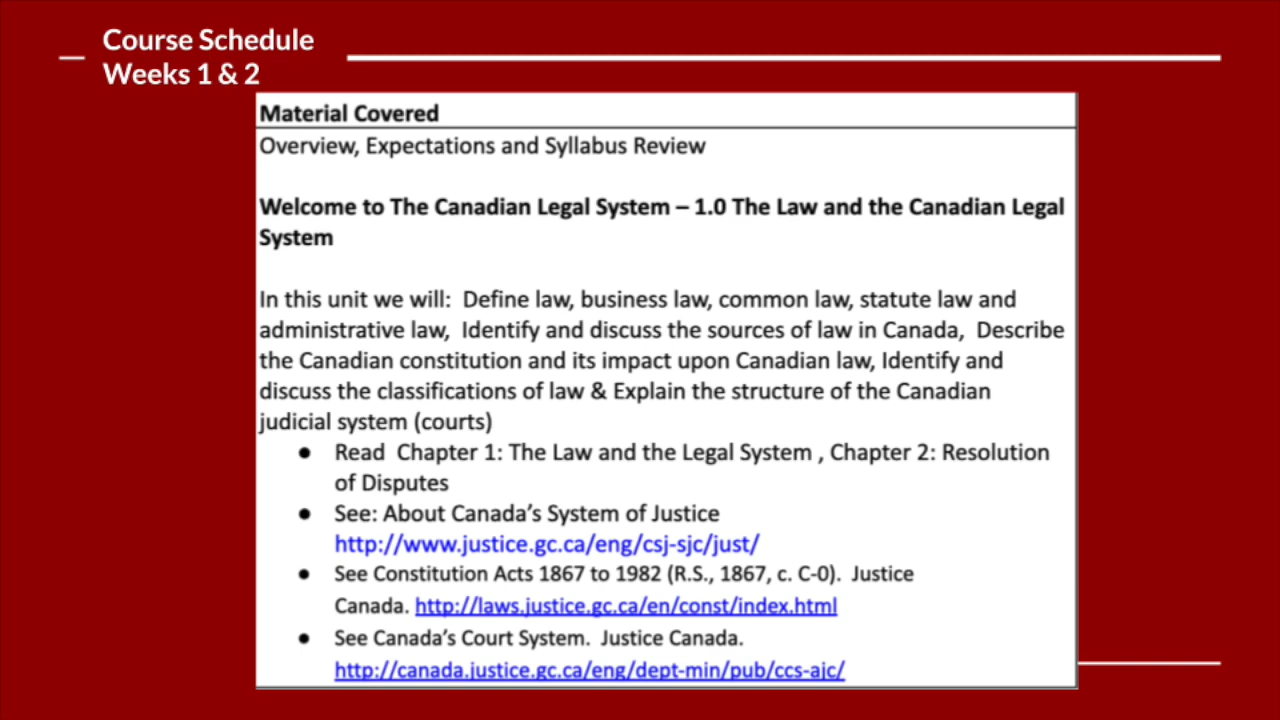 Course Schedule
Weeks 1 & 2
Material Covered
Overview, Expectations and Syllabus Review
Welcome to The Canadian Legal System – 1.0 The Law and the Canadian Legal
System
In this unit we will:  Define law, business law, common law, statute law and
administrative law,  Identify and discuss the sources of law in Canada,  Describe
the Canadian constitution and its impact upon Canadian law, Identify and
discuss the classifications of law & Explain the structure of the Canadian
judicial system (courts)
● Read  Chapter 1: The Law and the Legal System , Chapter 2: Resolution
of Disputes
● See: About Canada’s System of Justice
http://www.justice.gc.ca/eng/csj-sjc/just/
● See Constitution Acts 1867 to 1982 (R.S., 1867, c. C-0).  Justice
Canada. http://laws.justice.gc.ca/en/const/index.html
● See Canada’s Court System.  Justice Canada.
http://canada.justice.gc.ca/eng/dept-min/pub/ccs-ajc/